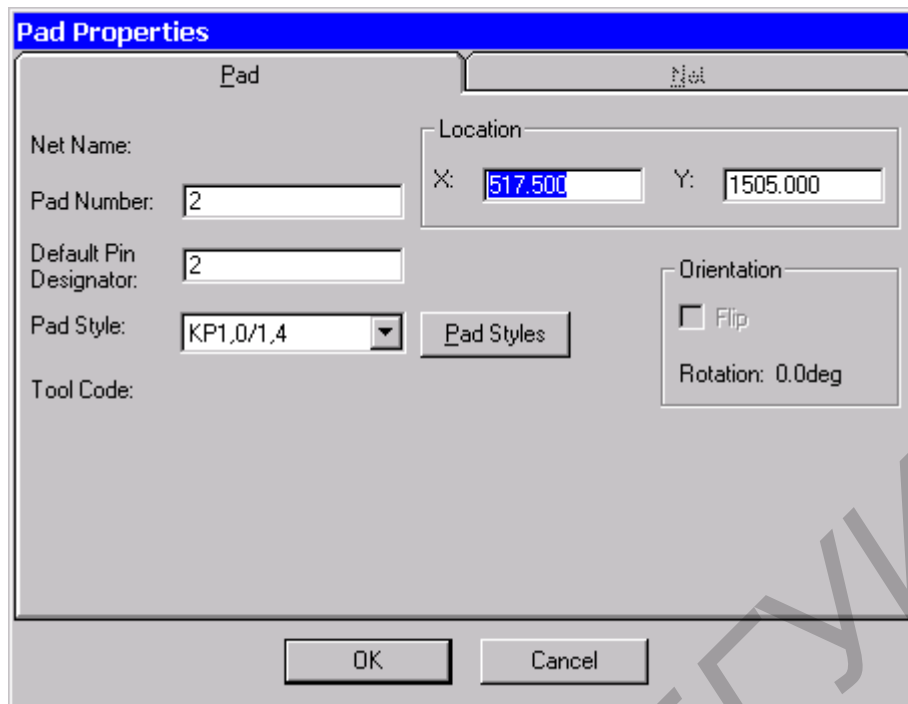 Pad Properties
Pad
Net
Net Name:
Location
X: 517.500 Y: 1505.000
Pad Number: 2
Default Pin
Designator: 2
Orientation
Flip
Pad Style: KP1,0/1,4 Pad Styles
Rotation: 0.0deg
Tool Code:
OK Cancel